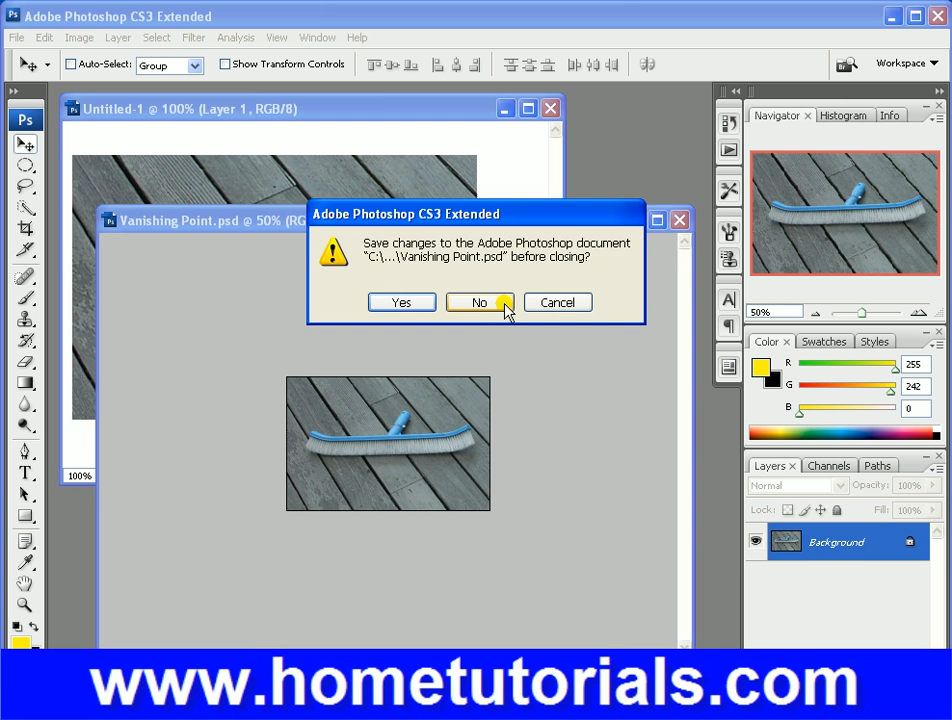 Ps Adobe Photoshop CS3 Extended
File Edit Image Layer Select Filter Analysis View Window Help
Auto-Select: Group Show Transform Controls Br Workspace
Ps
Untitled-1 @ 100% (Layer 1, RGB/8)
Vanishing Point.psd @ 50% (RG
100%
Adobe Photoshop CS3 Extended
Save changes to the Adobe Photoshop document
"C:\...\Vanishing Point.psd" before closing?
Yes No Cancel
T
A
Navigator Histogram Info
50%
Color Swatches Styles
R 255
G 242
B 0
Layers Channels Paths
Normal Opacity: 100%
Lock: Fill: 100%
Background
www.hometutorials.com